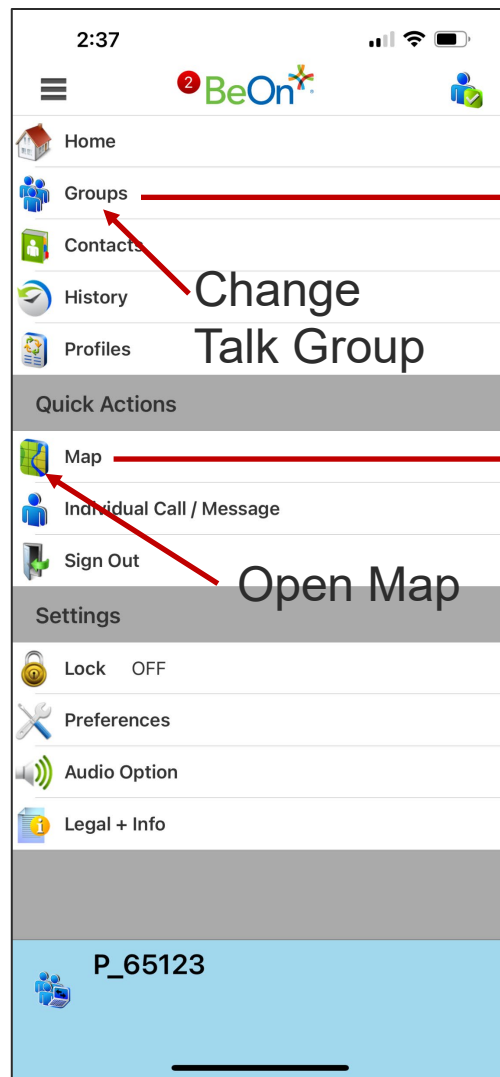 2:37
2 BeOn
Home
Groups
Contacts
History
Change
Talk Group
Profiles
Quick Actions
Map
Individual Call / Message
Sign Out
Open Map
Settings
Lock OFF
Preferences
Audio Option
Legal + Info
P_65123